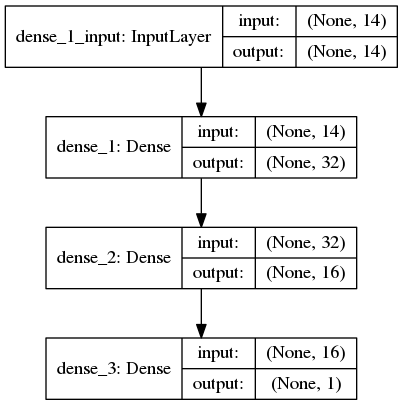 dense_1_input: InputLayer
input: (None, 14)
output: (None, 14)
dense_1: Dense
input: (None, 14)
output: (None, 32)
dense_2: Dense
input: (None, 32)
output: (None, 16)
dense_3: Dense
input: (None, 16)
output: (None, 1)